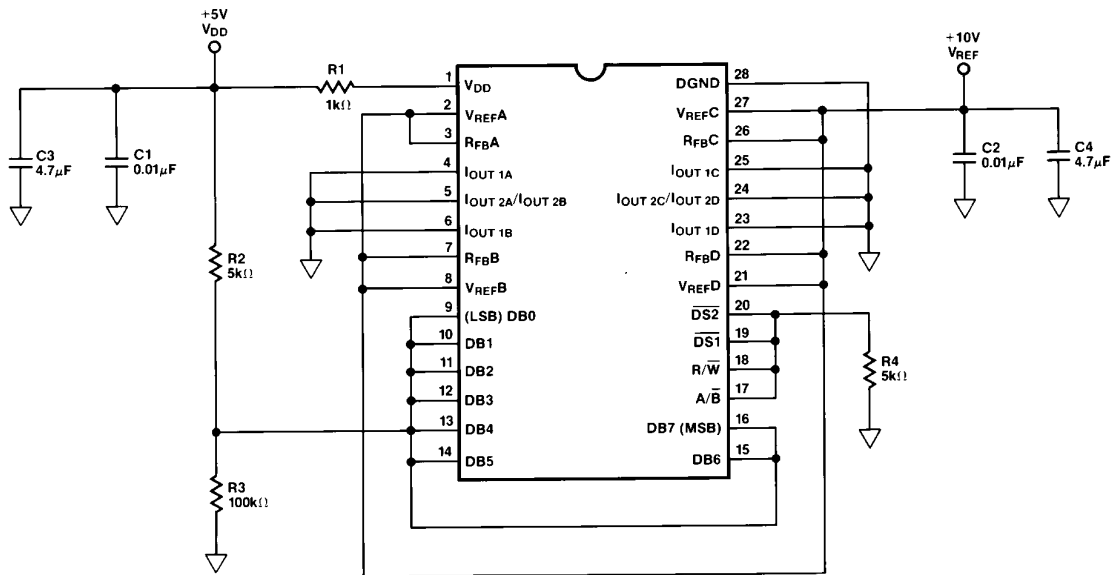 +5V
VDD
R1
1kΩ
C3
4.7μF
C1
0.01μF
R2
5kΩ
R3
100kΩ
1 VDD
2 VREFA
3 RFBA
4 IOUT 1A
5 IOUT 2A/IOUT 2B
6 IOUT 1B
7 RFBB
8 VREFB
9 (LSB) DB0
10 DB1
11 DB2
12 DB3
13 DB4
14 DB5
DGND 28
VREFC 27
RFBC 26
IOUT 1C 25
IOUT 2C/IOUT 2D 24
IOUT 1D 23
RFBD 22
VREFD 21
D̅S̅2̅ 20
D̅S̅1̅ 19
R/W̅ 18
A/B̅ 17
DB7 (MSB) 16
DB6 15
+10V
VREF
C2
0.01μF
C4
4.7μF
R4
5kΩ